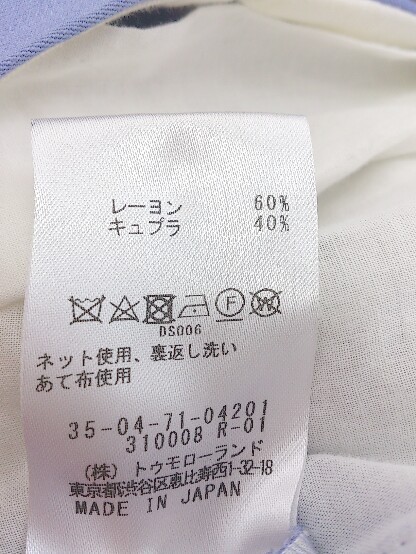 レーヨン 60%
キュプラ 40%
F W
DS006
ネット使用、裏返し洗い
あて布使用
35-04-71-04201
310008 R-01
(株) トゥモローランド
東京都渋谷区恵比寿西1-32-18
MADE IN JAPAN